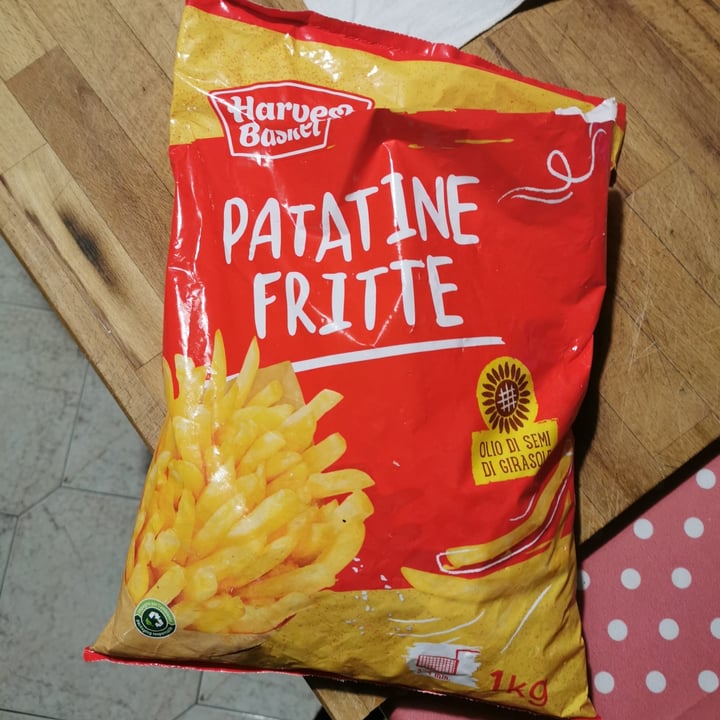 Harvest
Basket
PATATINE
FRITTE
OLIO DI SEMI
DI GIRASOLE
1kg